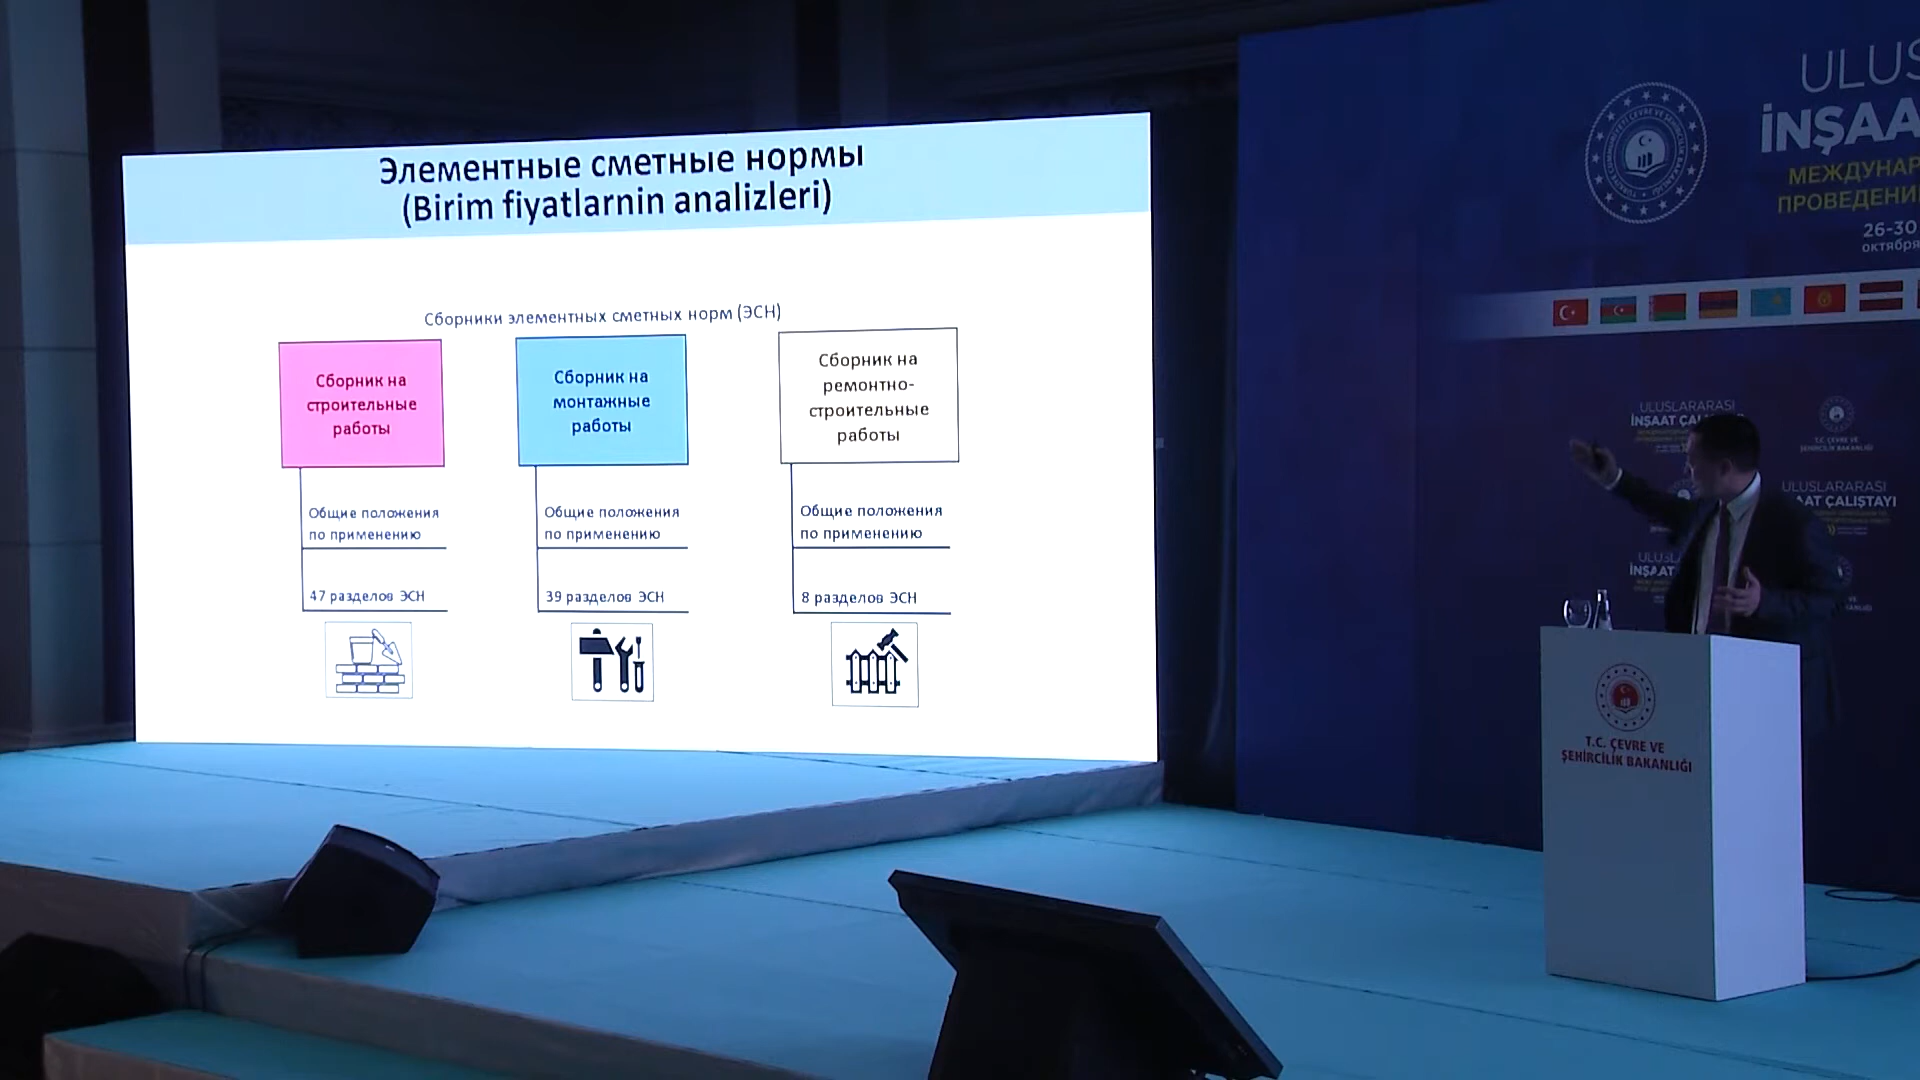 Элементные сметные нормы
(Birim fiyatlarnin analizleri)
Сборники элементных сметных норм (ЭСН)
Сборник на
строительные
работы
Общие положения
по применению
47 разделов ЭСН
Сборник на
монтажные
работы
Общие положения
по применению
39 разделов ЭСН
Сборник на
ремонтно-
строительные
работы
Общие положения
по применению
8 разделов ЭСН
ULUS
İNŞAA
МЕЖДУНАР
ПРОВЕДЕНИ
26-30
октября
ULUSLARARASI
İNŞAAT ÇAL
T.C. ÇEVRE VE
ŞEHİRCİLİK BAKANLIĞI
ULUSLARARASI
AAT ÇALIŞTAYI
İNŞAAT
T.C. ÇEVRE VE
ŞEHİRCİLİK BAKANLIĞI